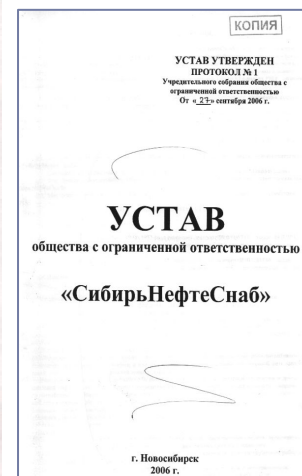 КОПИЯ
УСТАВ УТВЕРЖДЕН
ПРОТОКОЛ № 1
Учредительного собрания общества с
ограниченной ответственностью
От « 27» сентября 2006 г.
УСТАВ
общества с ограниченной ответственностью
«СибирьНефтеСнаб»
г. Новосибирск
2006 г.